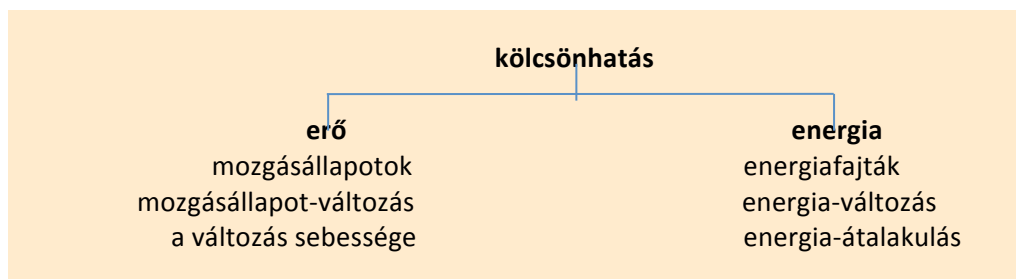 kölcsönhatás
erő
mozgásállapotok
mozgásállapot-változás
a változás sebessége
energia
energiafajták
energia-változás
energia-átalakulás